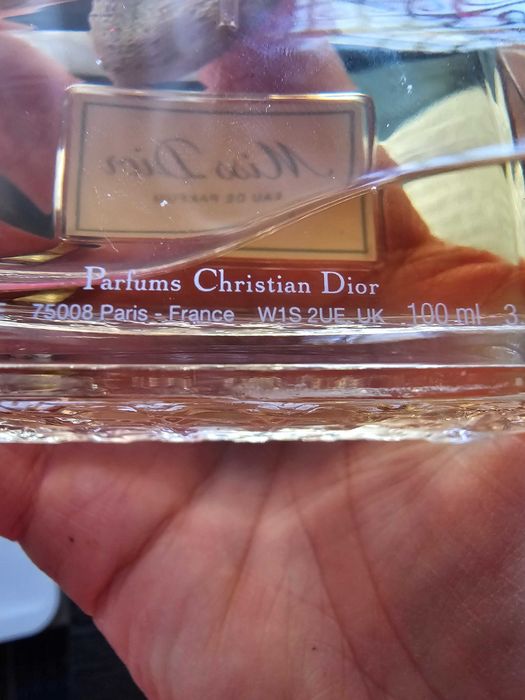 Miss Dior
EAU DE PARFUM
Parfums Christian Dior
75008 Paris - France W1S 2UE, UK 100 ml 3